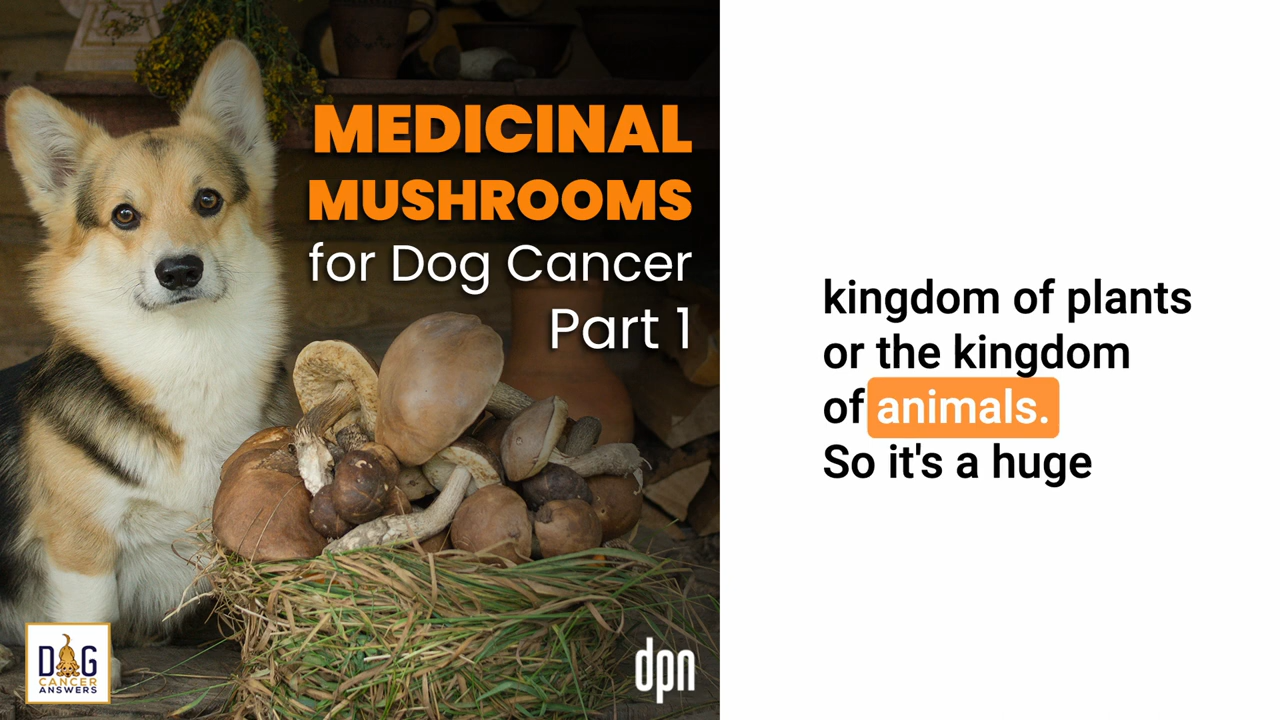 MEDICINAL
MUSHROOMS
for Dog Cancer
Part 1
DOG
CANCER
ANSWERS
dpn
kingdom of plants
or the kingdom
of animals.
So it's a huge